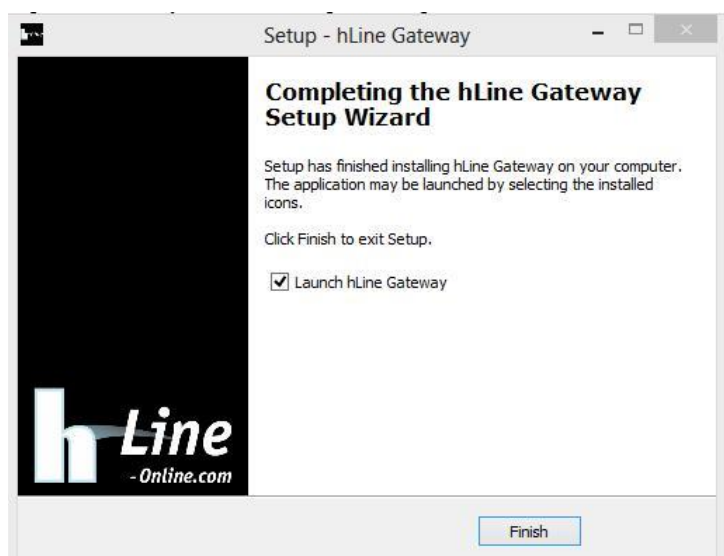 Setup - hLine Gateway
Completing the hLine Gateway
Setup Wizard
Setup has finished installing hLine Gateway on your computer.
The application may be launched by selecting the installed
icons.
Click Finish to exit Setup.
Launch hLine Gateway
h Line
- Online.com
Finish